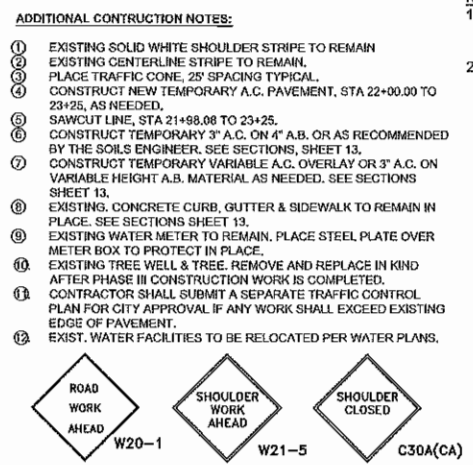 ADDITIONAL CONTRUCTION NOTES:
1 EXISTING SOLID WHITE SHOULDER STRIPE TO REMAIN
2 EXISTING CENTERLINE STRIPE TO REMAIN.
3 PLACE TRAFFIC CONE, 25' SPACING TYPICAL.
4 CONSTRUCT NEW TEMPORARY A.C. PAVEMENT, STA 22+00.00 TO
23+25, AS NEEDED.
5 SAWCUT LINE, STA 21+98.08 TO 23+25.
6 CONSTRUCT TEMPORARY 3" A.C. ON 4" A.B. OR AS RECOMMENDED
BY THE SOILS ENGINEER. SEE SECTIONS, SHEET 13.
7 CONSTRUCT TEMPORARY VARIABLE A.C. OVERLAY OR 3" A.C. ON
VARIABLE HEIGHT A.B. MATERIAL AS NEEDED. SEE SECTIONS
SHEET 13.
8 EXISTING. CONCRETE CURB, GUTTER & SIDEWALK TO REMAIN IN
PLACE. SEE SECTIONS SHEET 13.
9 EXISTING WATER METER TO REMAIN. PLACE STEEL PLATE OVER
METER BOX TO PROTECT IN PLACE.
10. EXISTING TREE WELL & TREE. REMOVE AND REPLACE IN KIND
AFTER PHASE III CONSTRUCTION WORK IS COMPLETED.
11. CONTRACTOR SHALL SUBMIT A SEPARATE TRAFFIC CONTROL
PLAN FOR CITY APPROVAL IF ANY WORK SHALL EXCEED EXISTING
EDGE OF PAVEMENT.
12. EXIST. WATER FACILITIES TO BE RELOCATED PER WATER PLANS.
ROAD
WORK
AHEAD
W20-1
SHOULDER
WORK
AHEAD
W21-5
SHOULDER
CLOSED
C30A(CA)
1
2